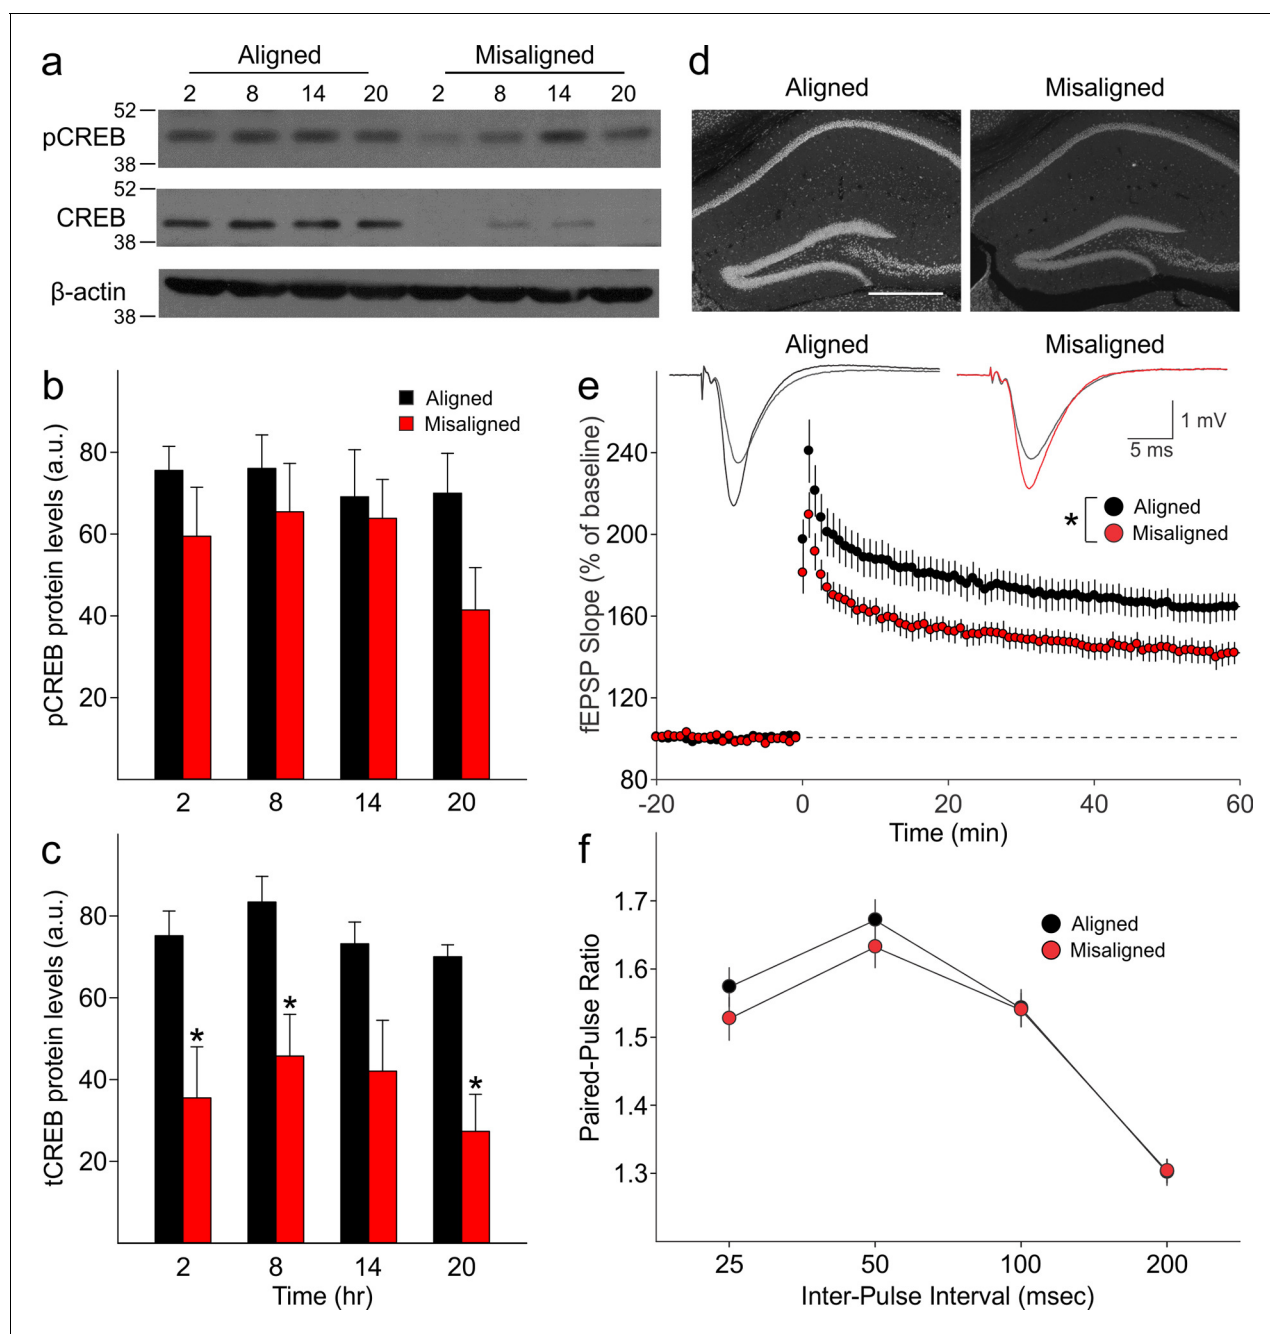 a
Aligned Misaligned
2 8 14 20 2 8 14 20
52
pCREB
38
52
CREB
38
β-actin
38
d
Aligned Misaligned
b
Aligned
Misaligned
pCREB protein levels (a.u.)
80
60
40
20
2 8 14 20
c
tCREB protein levels (a.u.)
80
60
40
20
* * *
2 8 14 20
Time (hr)
e
Aligned Misaligned
1 mV
5 ms
fEPSP Slope (% of baseline)
240
200
160
120
80
* Aligned
Misaligned
-20 0 20 40 60
Time (min)
f
Aligned
Misaligned
Paired-Pulse Ratio
1.7
1.6
1.5
1.4
1.3
25 50 100 200
Inter-Pulse Interval (msec)